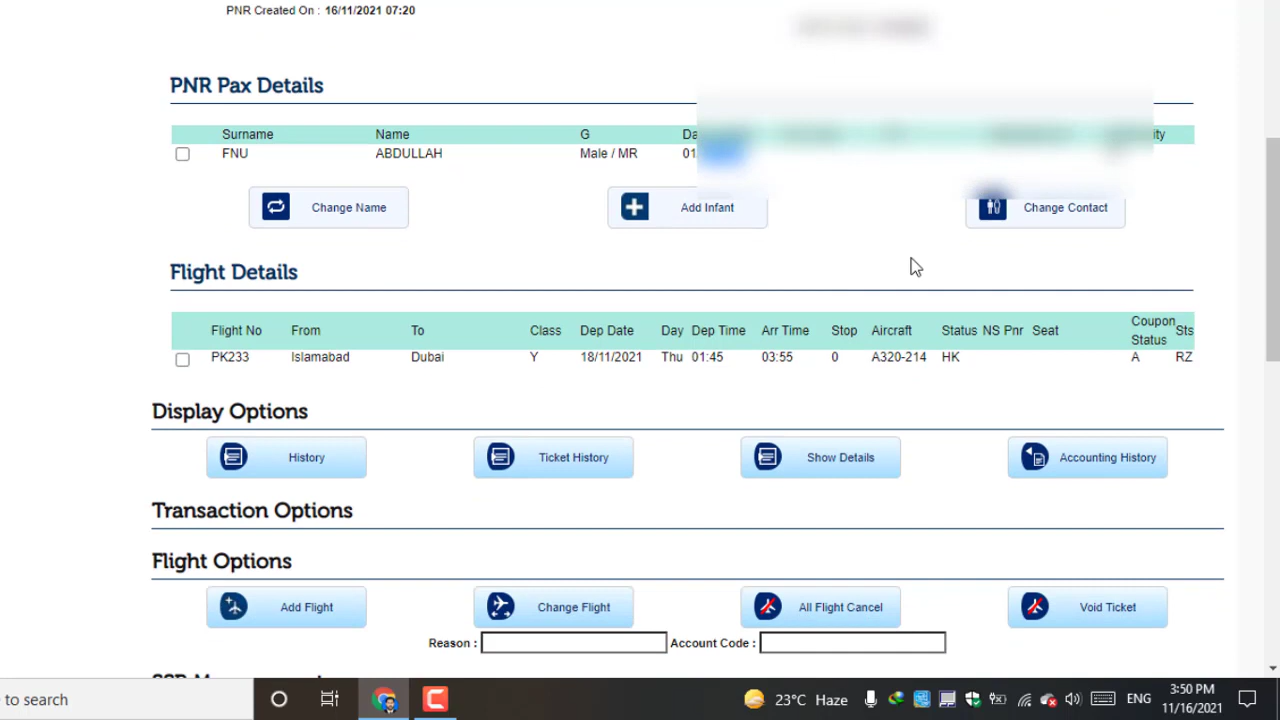 PNR Created On : 16/11/2021 07:20
PNR Pax Details
Surname Name G ity
FNU ABDULLAH Male / MR 01
Change Name Add Infant Change Contact
Flight Details
Flight No From To Class Dep Date Day Dep Time Arr Time Stop Aircraft Status NS Pnr Seat Coupon Status Sts
PK233 Islamabad Dubai Y 18/11/2021 Thu 01:45 03:55 0 A320-214 HK A RZ
Display Options
History Ticket History Show Details Accounting History
Transaction Options
Flight Options
Add Flight Change Flight All Flight Cancel Void Ticket
Reason : Account Code :
to search 23°C Haze ENG 3:50 PM
11/16/2021